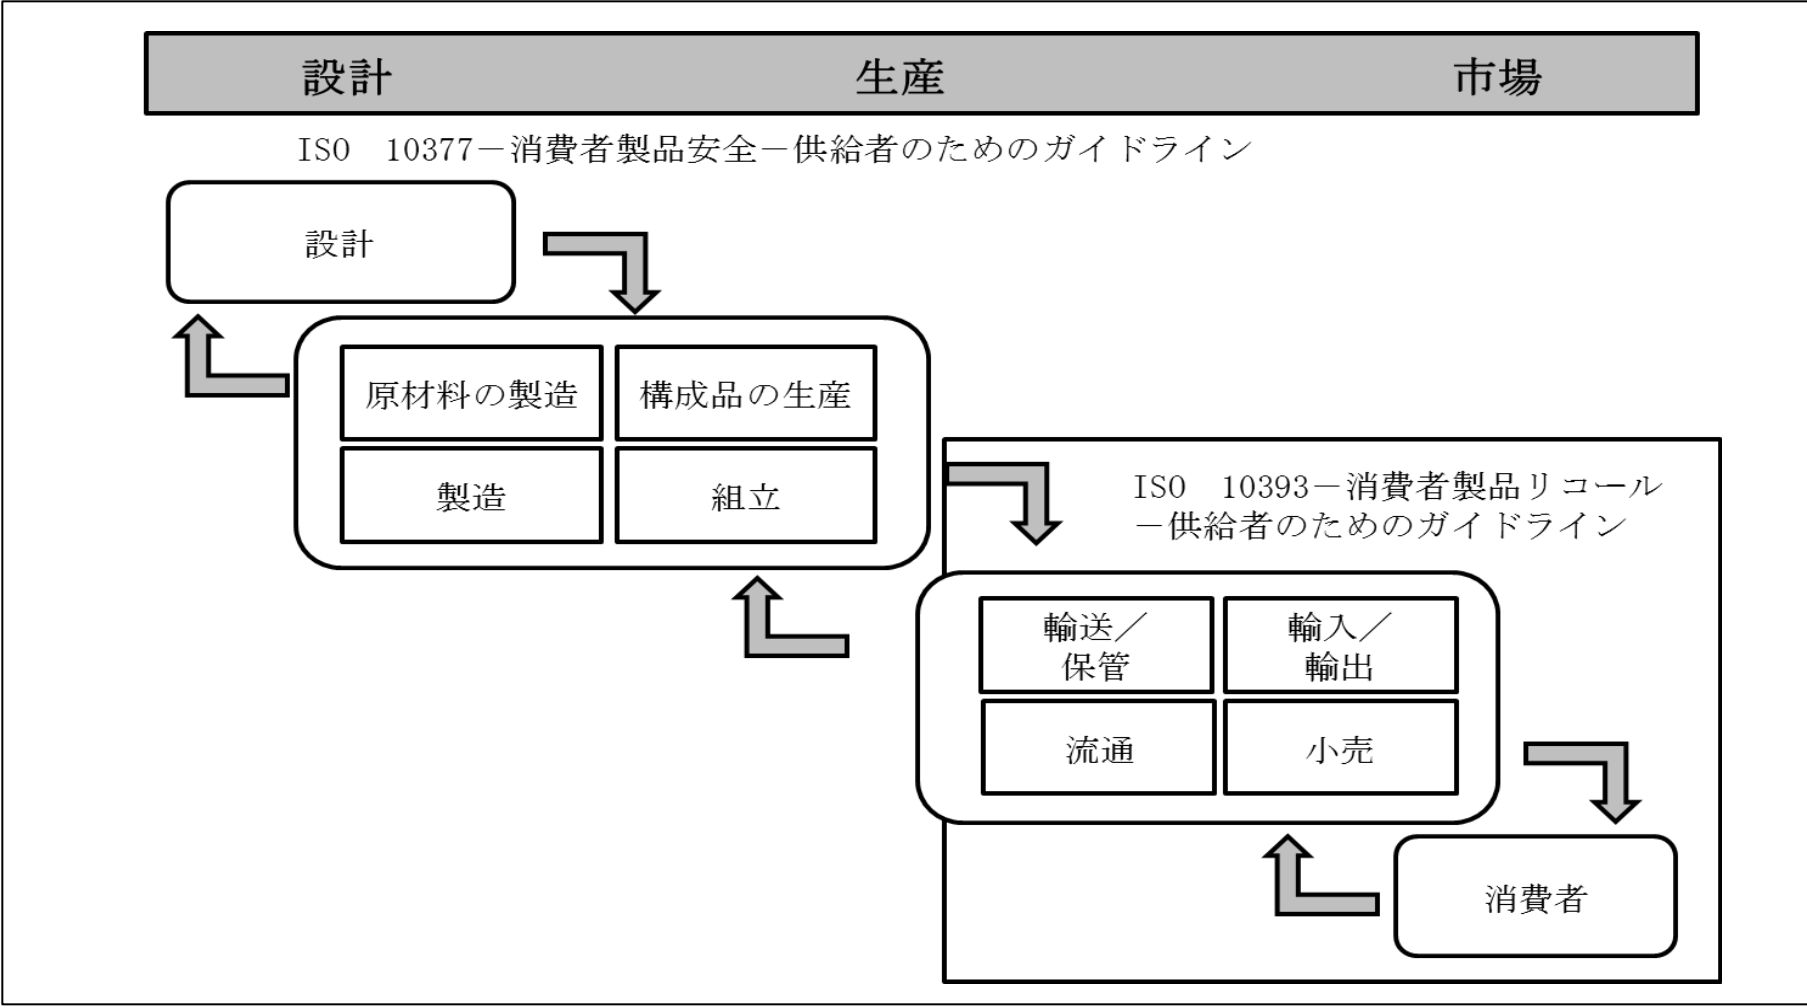 設計 生産 市場
ISO　10377－消費者製品安全－供給者のためのガイドライン
設計
原材料の製造 構成品の生産
製造 組立
ISO　10393－消費者製品リコール
－供給者のためのガイドライン
輸送／
保管
輸入／
輸出
流通 小売
消費者